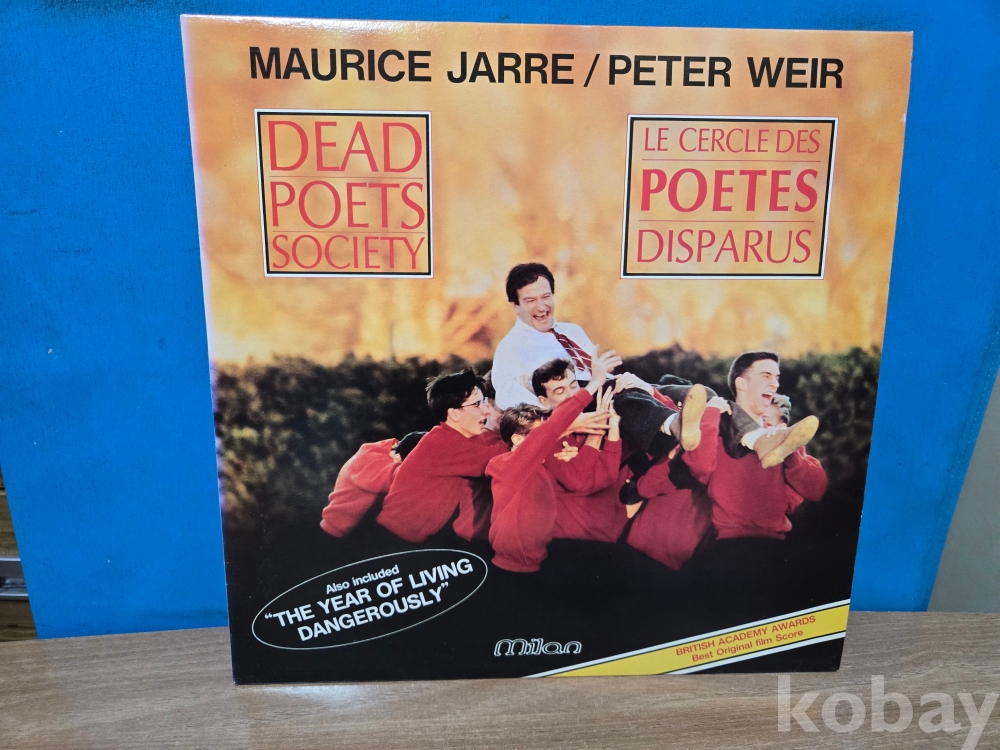 MAURICE JARRE / PETER WEIR
DEAD
POETS
SOCIETY
LE CERCLE DES
POETES
DISPARUS
Also included
"THE YEAR OF LIVING
DANGEROUSLY"
Milan
BRITISH ACADEMY AWARDS
Best Original film Score
kobay